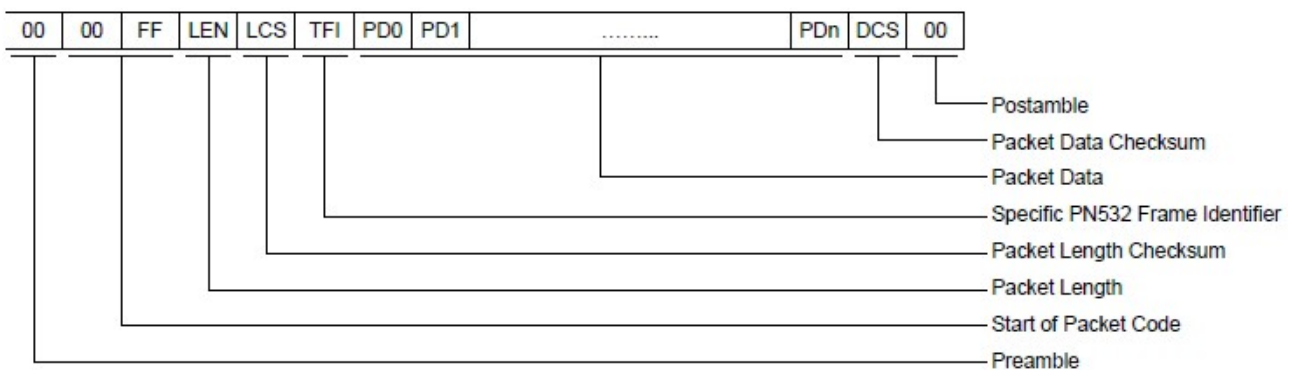 00 00 FF LEN LCS TFI PD0 PD1 ......... PDn DCS 00
Postamble
Packet Data Checksum
Packet Data
Specific PN532 Frame Identifier
Packet Length Checksum
Packet Length
Start of Packet Code
Preamble